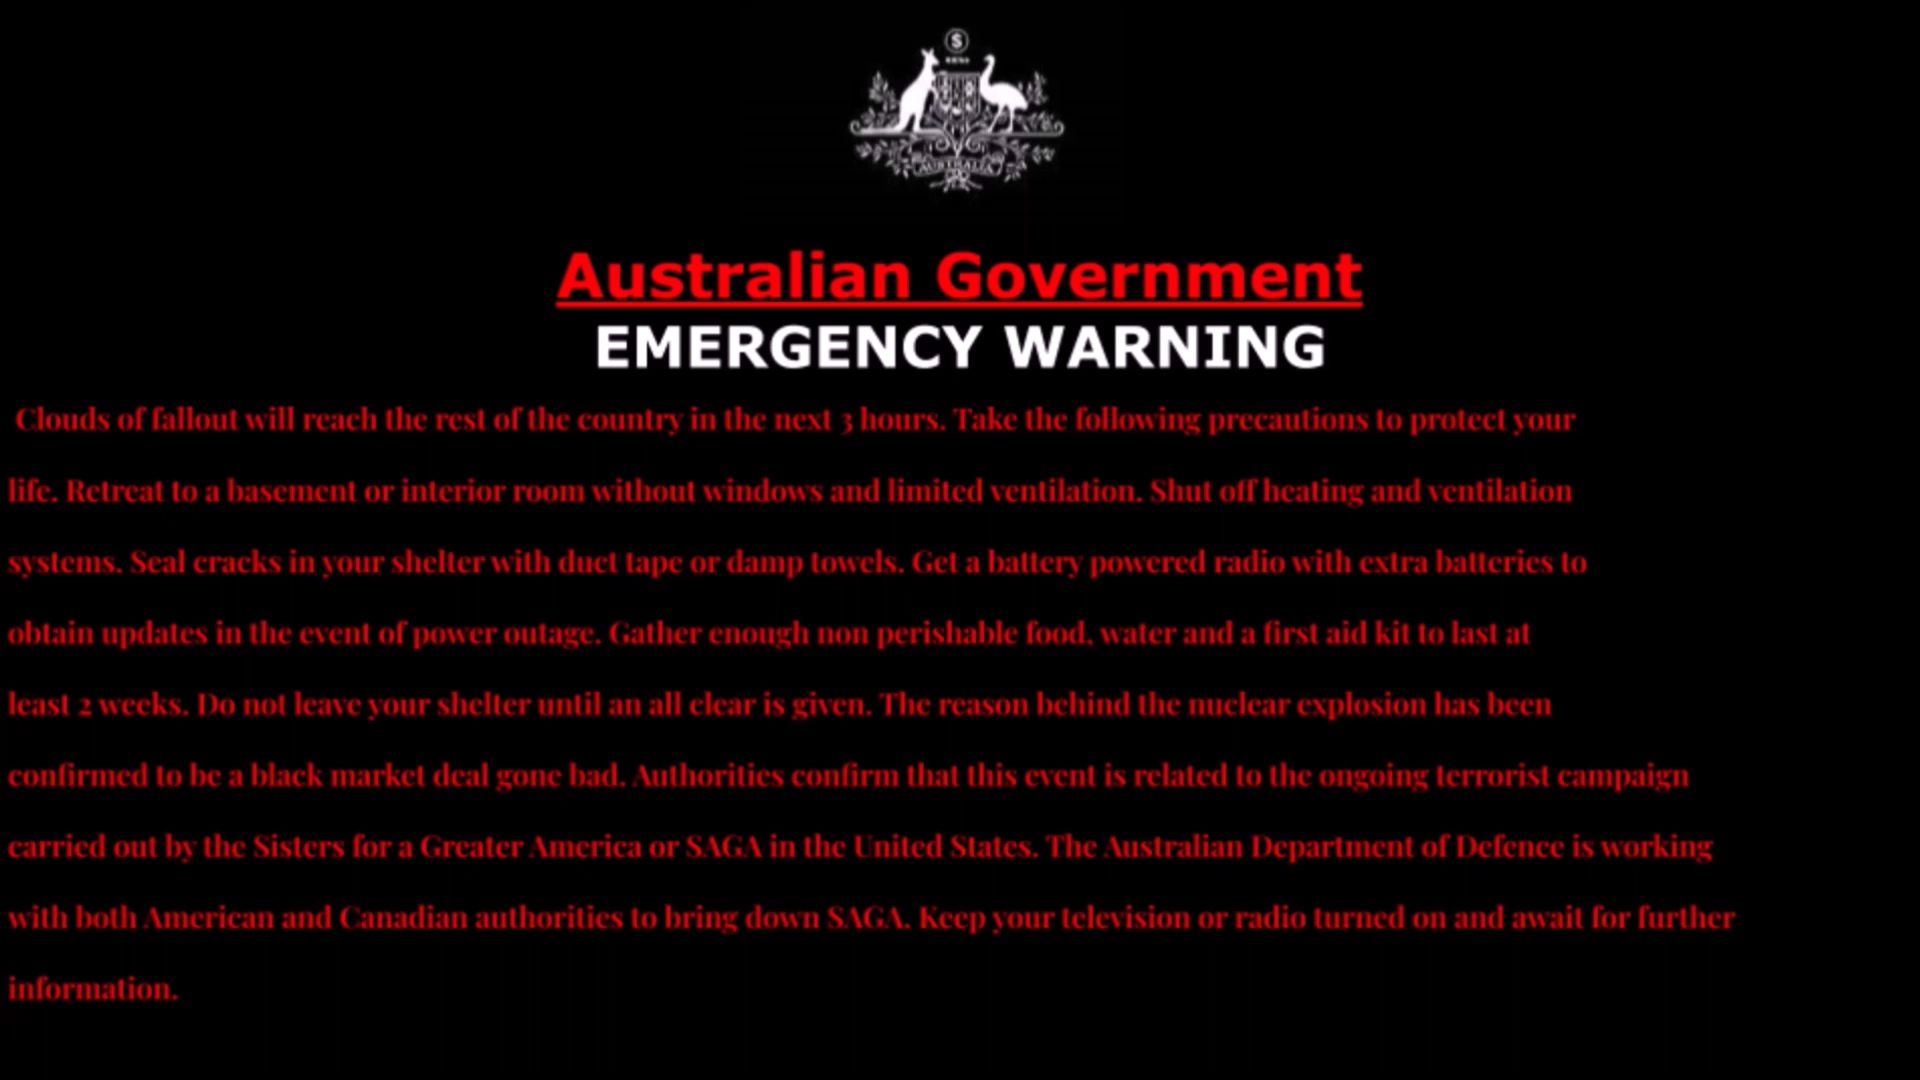 $
AUSTRALIA
Australian Government
EMERGENCY WARNING
Clouds of fallout will reach the rest of the country in the next 3 hours. Take the following precautions to protect your
life. Retreat to a basement or interior room without windows and limited ventilation. Shut off heating and ventilation
systems. Seal cracks in your shelter with duct tape or damp towels. Get a battery powered radio with extra batteries to
obtain updates in the event of power outage. Gather enough non perishable food, water and a first aid kit to last at
least 2 weeks. Do not leave your shelter until an all clear is given. The reason behind the nuclear explosion has been
confirmed to be a black market deal gone bad. Authorities confirm that this event is related to the ongoing terrorist campaign
carried out by the Sisters for a Greater America or SAGA in the United States. The Australian Department of Defence is working
with both American and Canadian authorities to bring down SAGA. Keep your television or radio turned on and await for further
information.